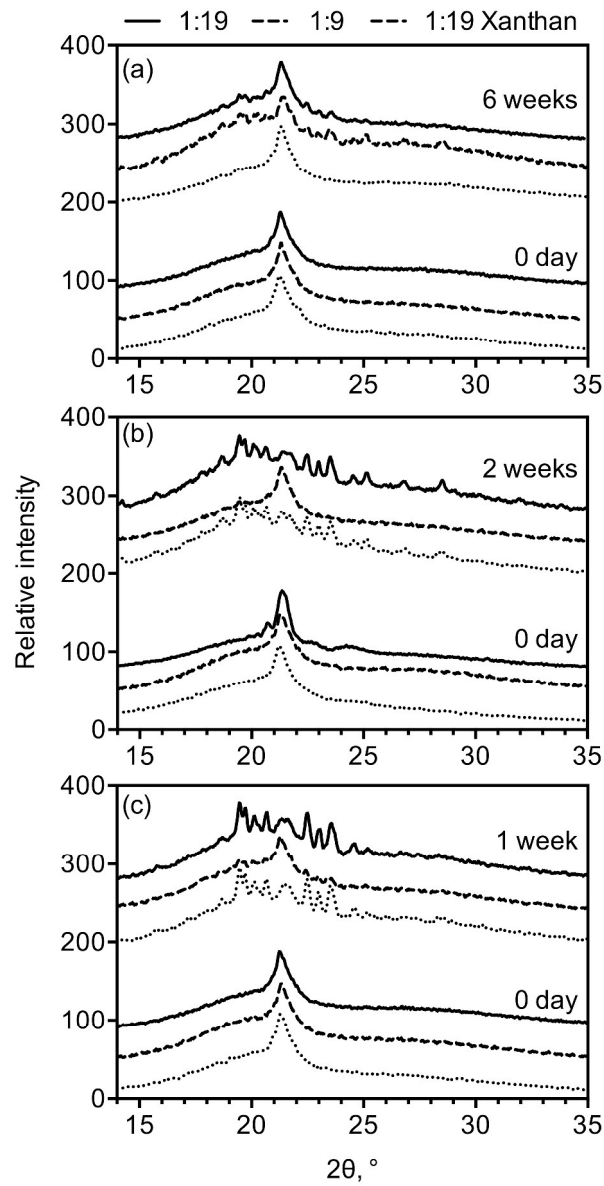 1:19 1:9 1:19 Xanthan
400
(a)
6 weeks
300
200
0 day
100
0
15 20 25 30 35
400
(b)
2 weeks
300
200
0 day
100
0
15 20 25 30 35
Relative intensity
400
(c)
1 week
300
200
0 day
100
0
15 20 25 30 35
2θ, °